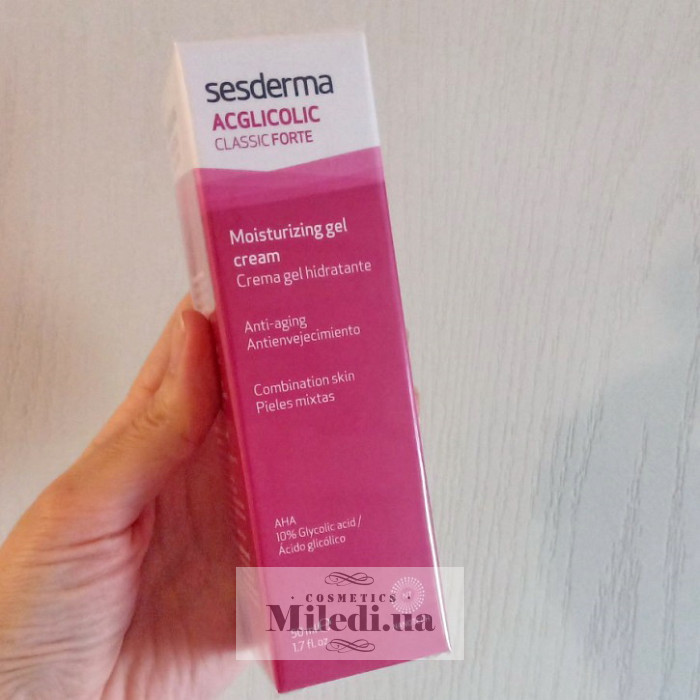 sesderma
ACGLICOLIC
CLASSIC FORTE
Moisturizing gel
cream
Crema gel hidratante
Anti-aging
Antienvejecimiento
Combination skin
Pieles mixtas
AHA
10% Glycolic acid /
Ácido glicólico
COSMETICS
Miledi.ua
1.7 fl. oz